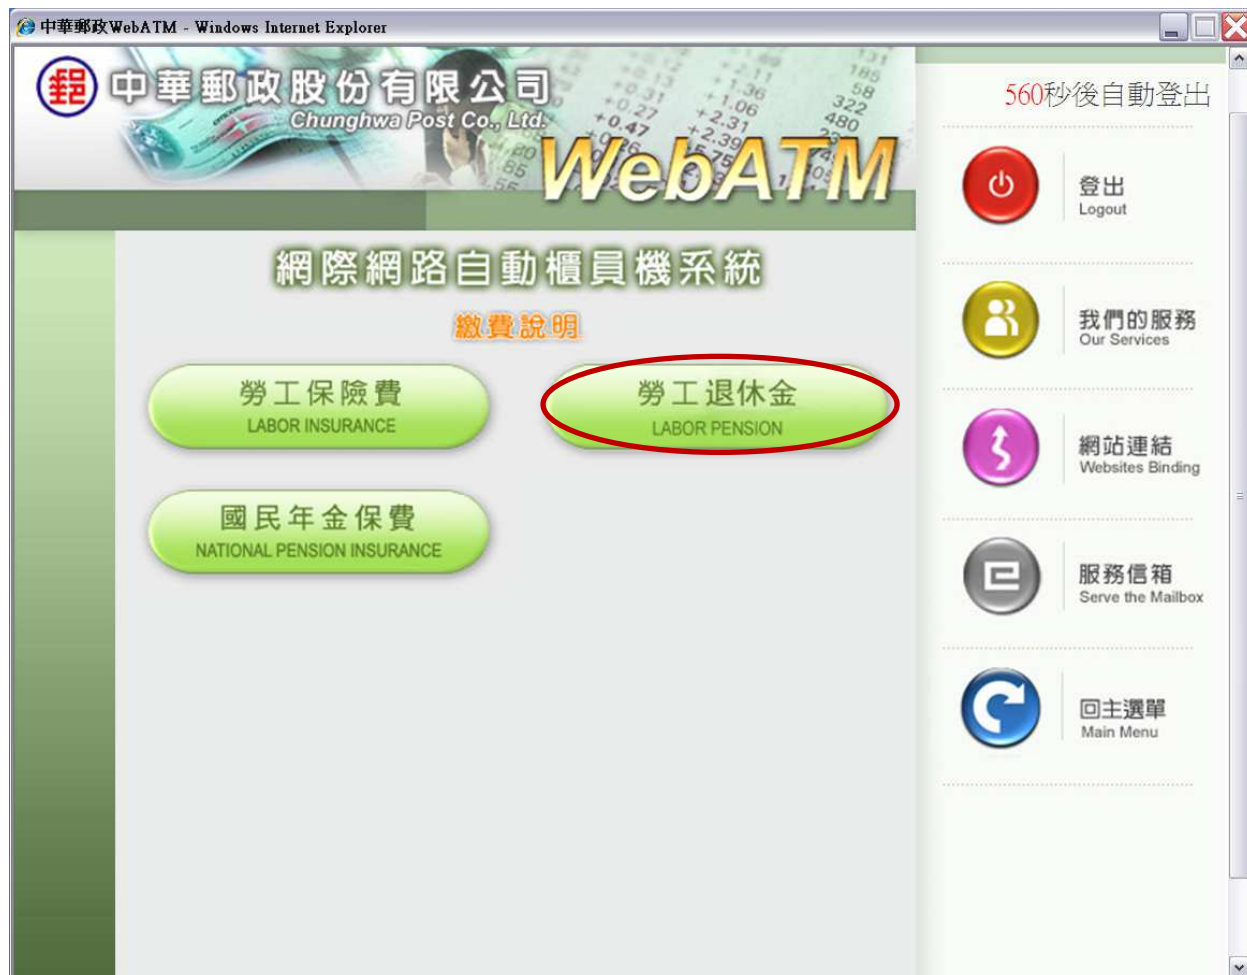 中華郵政WebATM - Windows Internet Explorer
郵 中華郵政股份有限公司
Chunghwa Post Co., Ltd.
WebATM
網際網路自動櫃員機系統
繳費說明
勞工保險費
LABOR INSURANCE
勞工退休金
LABOR PENSION
國民年金保費
NATIONAL PENSION INSURANCE
560秒後自動登出
登出
Logout
我們的服務
Our Services
網站連結
Websites Binding
服務信箱
Serve the Mailbox
回主選單
Main Menu